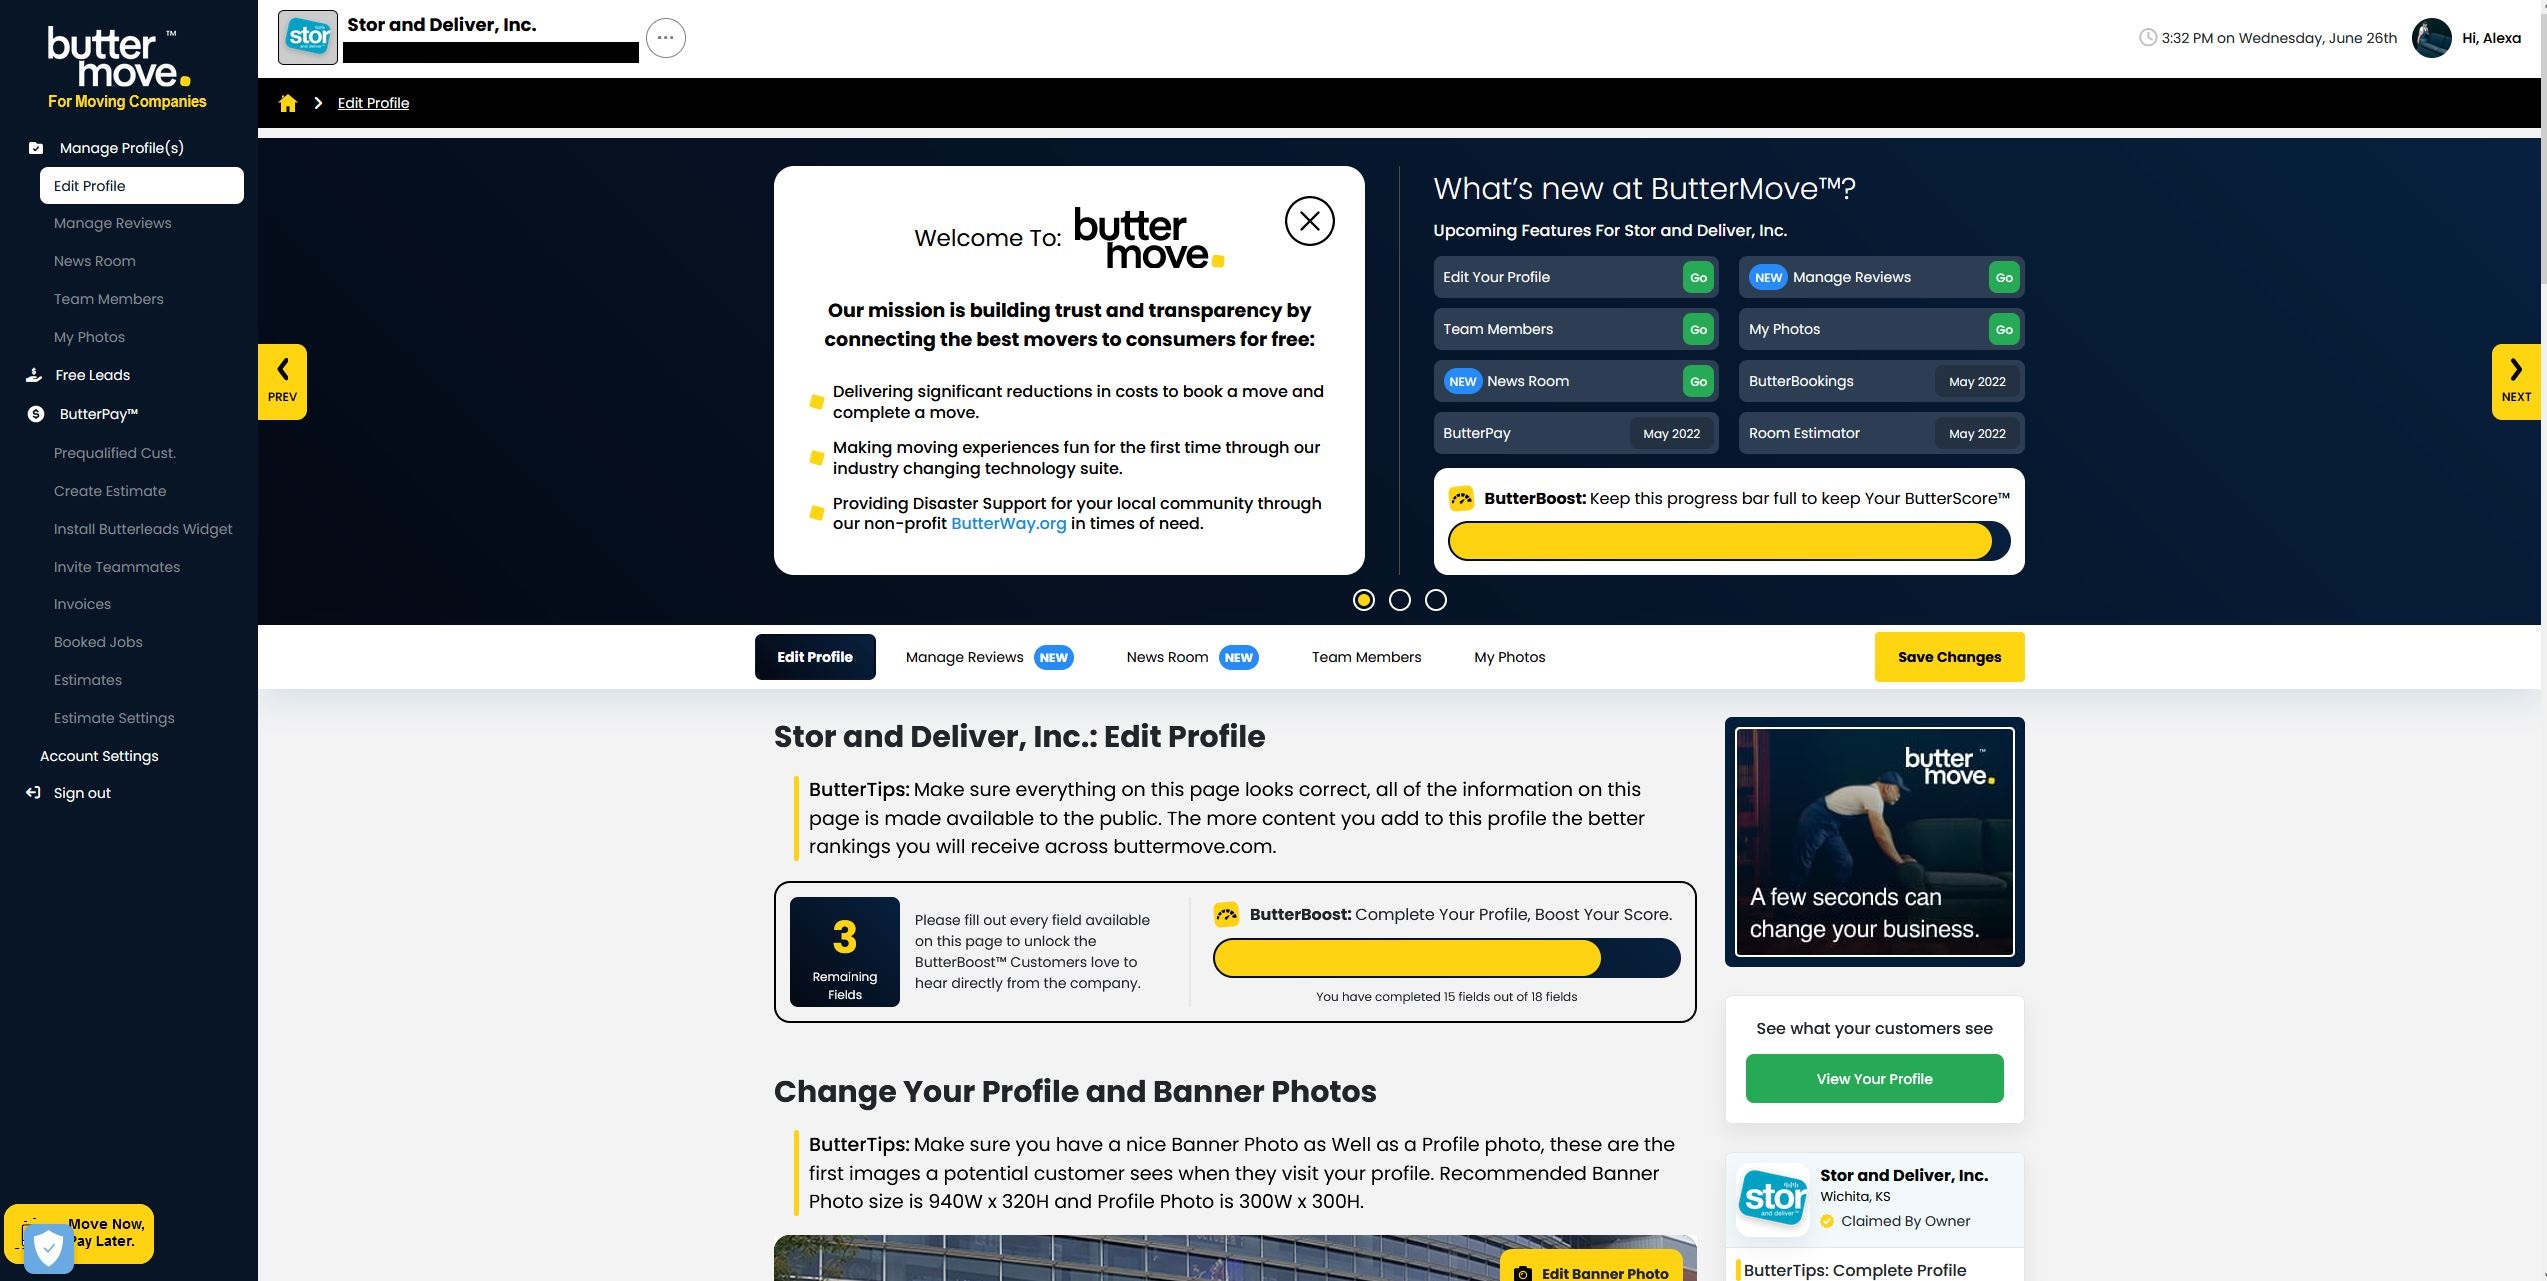 butter™
move.
For Moving Companies
Manage Profile(s)
Edit Profile
Manage Reviews
News Room
Team Members
My Photos
Free Leads
ButterPay™
Prequalified Cust.
Create Estimate
Install Butterleads Widget
Invite Teammates
Invoices
Booked Jobs
Estimates
Estimate Settings
Account Settings
Sign out
Move Now,
Pay Later.
stor
and deliver
Stor and Deliver, Inc.
3:32 PM on Wednesday, June 26th
Hi, Alexa
Edit Profile
PREV
Welcome To:
butter
move.
Our mission is building trust and transparency by
connecting the best movers to consumers for free:
Delivering significant reductions in costs to book a move and
complete a move.
Making moving experiences fun for the first time through our
industry changing technology suite.
Providing Disaster Support for your local community through
our non-profit ButterWay.org in times of need.
What's new at ButterMove™?
Upcoming Features For Stor and Deliver, Inc.
Edit Your Profile Go
NEW Manage Reviews Go
Team Members Go
My Photos Go
NEW News Room Go
ButterBookings May 2022
ButterPay May 2022
Room Estimator May 2022
ButterBoost: Keep this progress bar full to keep Your ButterScore™
NEXT
Edit Profile
Manage Reviews NEW
News Room NEW
Team Members
My Photos
Save Changes
Stor and Deliver, Inc.: Edit Profile
ButterTips: Make sure everything on this page looks correct, all of the information on this
page is made available to the public. The more content you add to this profile the better
rankings you will receive across buttermove.com.
3
Remaining
Fields
Please fill out every field available
on this page to unlock the
ButterBoost™ Customers love to
hear directly from the company.
ButterBoost: Complete Your Profile, Boost Your Score.
You have completed 15 fields out of 18 fields
Change Your Profile and Banner Photos
ButterTips: Make sure you have a nice Banner Photo as Well as a Profile photo, these are the
first images a potential customer sees when they visit your profile. Recommended Banner
Photo size is 940W x 320H and Profile Photo is 300W x 300H.
Edit Banner Photo
butter™
move.
A few seconds can
change your business.
See what your customers see
View Your Profile
stor
and deliver
Stor and Deliver, Inc.
Wichita, KS
Claimed By Owner
ButterTips: Complete Profile